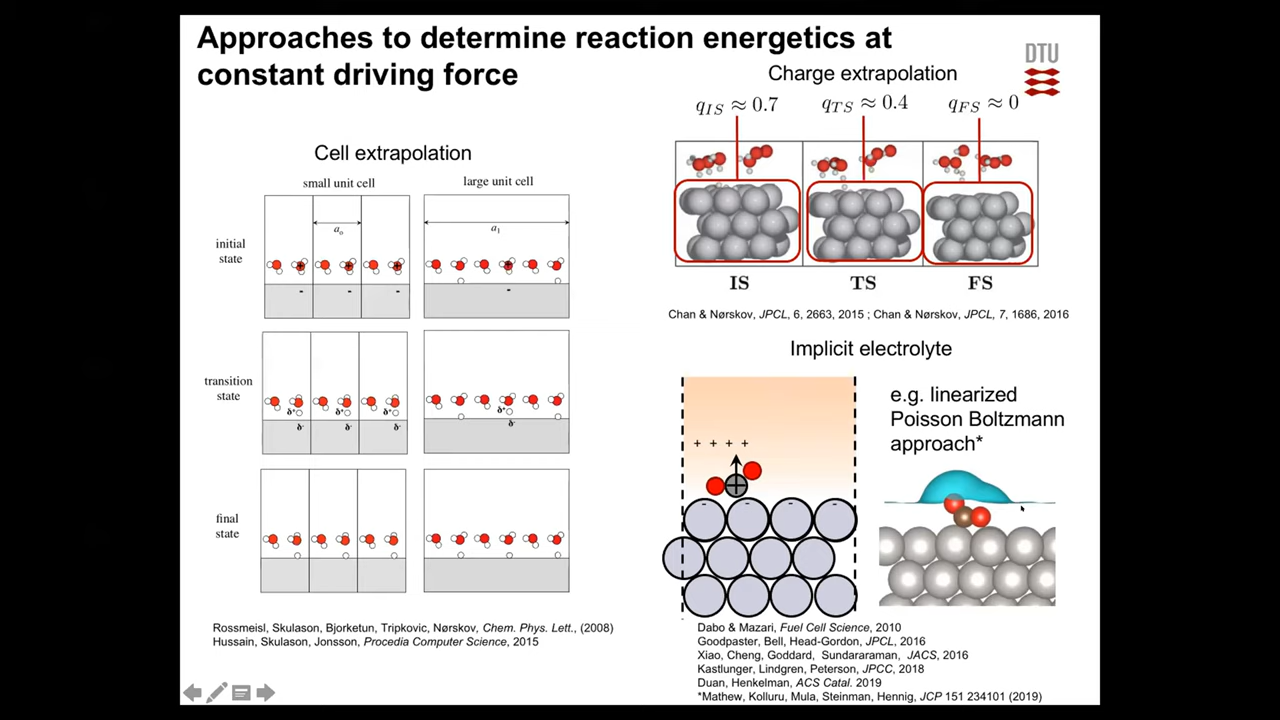 Approaches to determine reaction energetics at
constant driving force
DTU
Cell extrapolation
small unit cell
large unit cell
a₀
a₁
initial
state
-
-
-
-
transition
state
δ⁺
δ⁺
δ⁺
δ⁺
δ⁻
δ⁻
δ⁻
δ⁻
final
state
Rossmeisl, Skulason, Bjorketun, Tripkovic, Nørskov, Chem. Phys. Lett., (2008)
Hussain, Skulason, Jonsson, Procedia Computer Science, 2015
Charge extrapolation
q_IS ≈ 0.7
q_TS ≈ 0.4
q_FS ≈ 0
IS
TS
FS
Chan & Nørskov, JPCL, 6, 2663, 2015 ; Chan & Nørskov, JPCL, 7, 1686, 2016
Implicit electrolyte
e.g. linearized
Poisson Boltzmann
approach*
+ + + +
+
- - - -
Dabo & Mazari, Fuel Cell Science, 2010
Goodpaster, Bell, Head-Gordon, JPCL, 2016
Xiao, Cheng, Goddard, Sundararaman, JACS, 2016
Kastlunger, Lindgren, Peterson, JPCC, 2018
Duan, Henkelman, ACS Catal. 2019
*Mathew, Kolluru, Mula, Steinman, Hennig, JCP 151 234101 (2019)